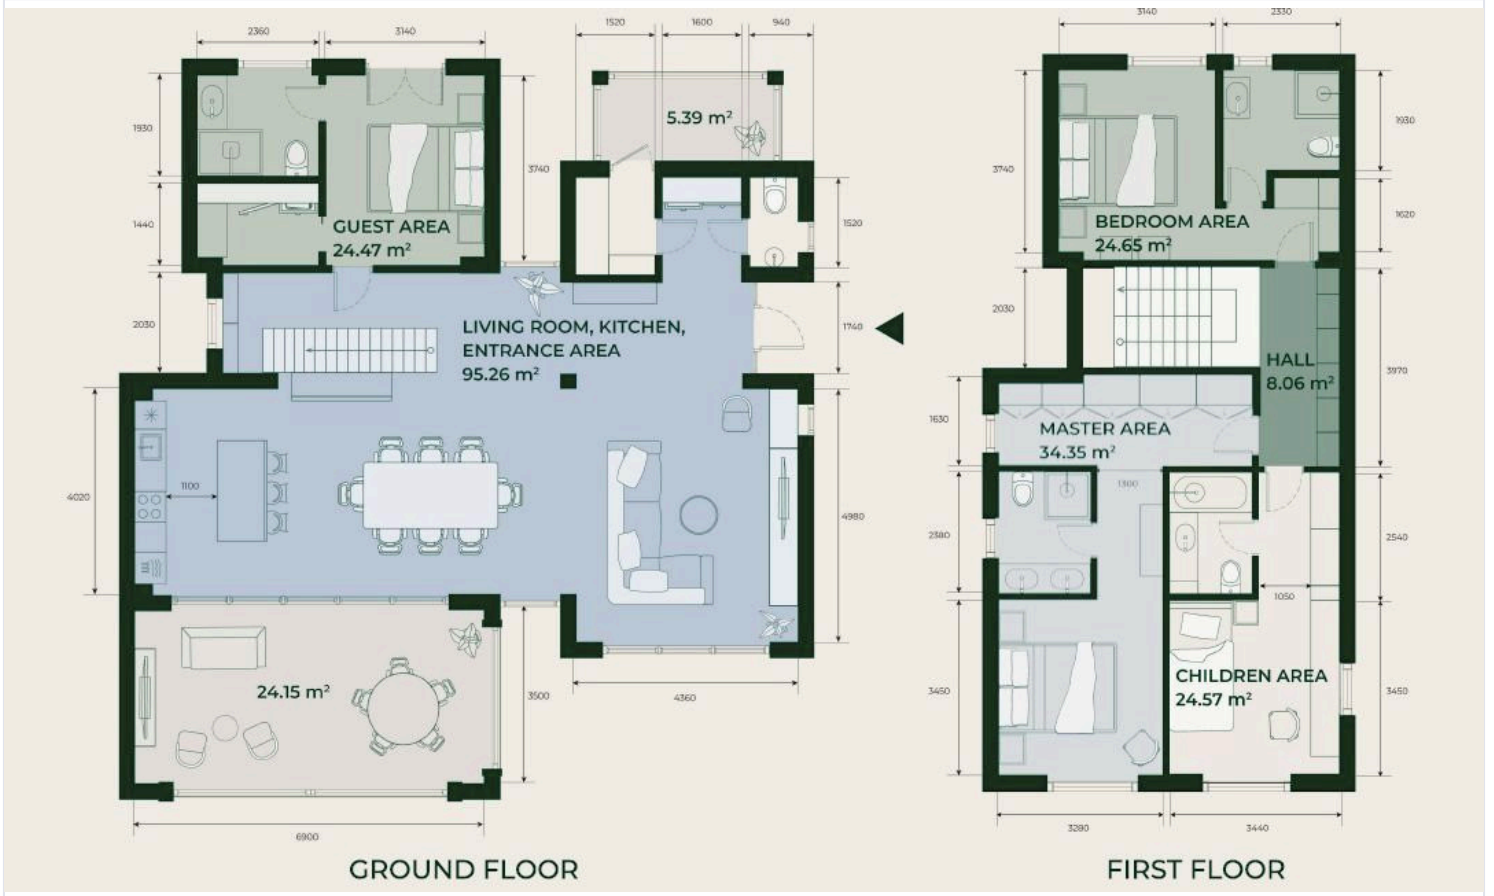 2360
3140
1520
1600
940
3140
2330
1930
3740
5.39 m²
3740
1930
1440
GUEST AREA
24.47 m²
1520
BEDROOM AREA
24.65 m²
1620
2030
LIVING ROOM, KITCHEN,
ENTRANCE AREA
95.26 m²
1740
2030
HALL
8.06 m²
3970
1630
MASTER AREA
34.35 m²
4020
1100
4980
1300
2380
2540
1050
24.15 m²
3500
4360
3450
CHILDREN AREA
24.57 m²
3450
6900
3280
3440
GROUND FLOOR
FIRST FLOOR